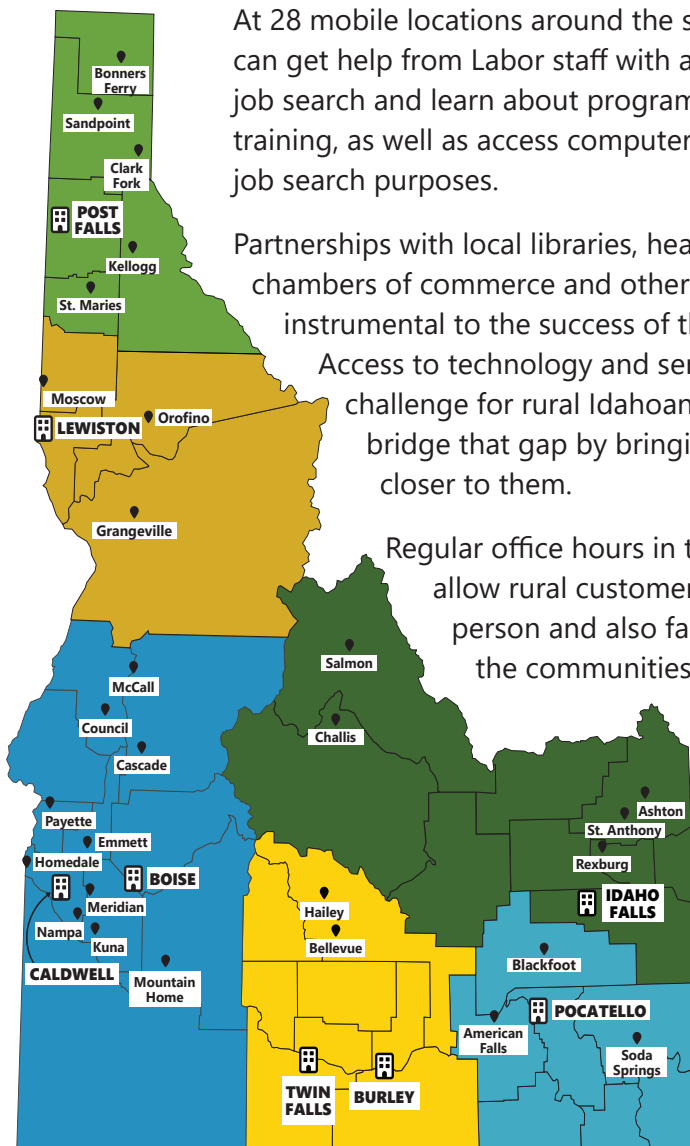 At 28 mobile locations around the s
can get help from Labor staff with a
job search and learn about program
training, as well as access computer
job search purposes.
Partnerships with local libraries, hea
chambers of commerce and other
instrumental to the success of th
Access to technology and ser
challenge for rural Idahoan
bridge that gap by bringi
closer to them.
Regular office hours in t
allow rural customer
person and also fa
the communities
Bonners
Ferry
Sandpoint
Clark
Fork
POST
FALLS
Kellogg
St. Maries
Moscow
Orofino
LEWISTON
Grangeville
Salmon
McCall
Council
Challis
Cascade
Payette
Ashton
St. Anthony
Emmett
Homedale
Rexburg
BOISE
Meridian
Hailey
IDAHO
FALLS
Nampa
Kuna
Bellevue
CALDWELL
Mountain
Home
Blackfoot
POCATELLO
American
Falls
Soda
Springs
TWIN
FALLS
BURLEY